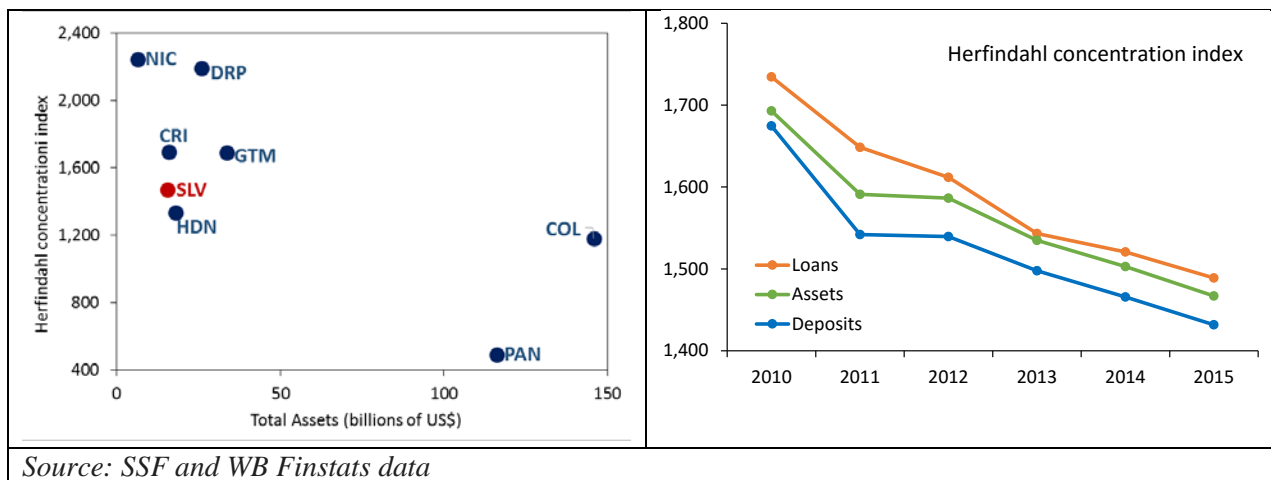 2,400
2,000
1,600
1,200
800
400
Herfindahl concentrationi index
NIC
DRP
CRI
GTM
SLV
HDN
COL
PAN
0
50
100
150
Total Assets (billions of US$)
1,800
1,700
1,600
1,500
1,400
Herfindahl concentration index
Loans
Assets
Deposits
2010
2011
2012
2013
2014
2015
Source: SSF and WB Finstats data